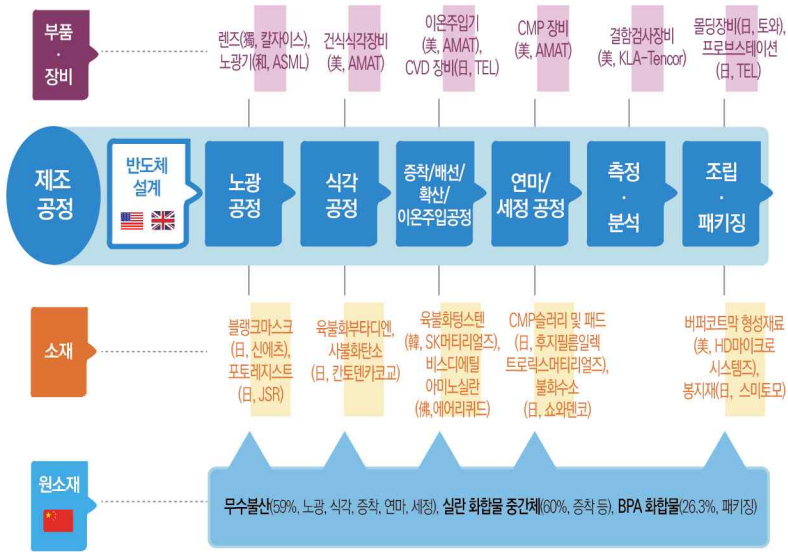 부품
·
장비
렌즈(獨, 칼자이스),
노광기(和, ASML)
건식식각장비
(美, AMAT)
이온주입기
(美, AMAT),
CVD 장비(日, TEL)
CMP 장비
(美, AMAT)
결함검사장비
(美, KLA-Tencor)
몰딩장비(日, 토와),
프로브스테이션
(日, TEL)
제조
공정
반도체
설계
노광
공정
식각
공정
증착/배선/
확산/
이온주입공정
연마/
세정 공정
측정
·
분석
조립
·
패키징
소재
블랭크마스크
(日, 신에츠),
포토레지스트
(日, JSR)
육불화부타디엔,
사불화탄소
(日, 칸토덴카코교)
육불화텅스텐
(韓, SK머티리얼즈),
비스디에틸
아미노실란
(佛,에어리퀴드)
CMP슬러리 및 패드
(日, 후지필름일렉
트로릭스머티리얼즈),
불화수소
(日, 쇼와덴코)
버퍼코트막 형성재료
(美, HD마이크로
시스템즈),
봉지재(日, 스미토모)
원소재
무수불산(59%, 노광, 식각, 증착, 연마, 세정), 실란 화합물 중간체(60%, 증착 등), BPA 화합물(26.3%, 패키징)